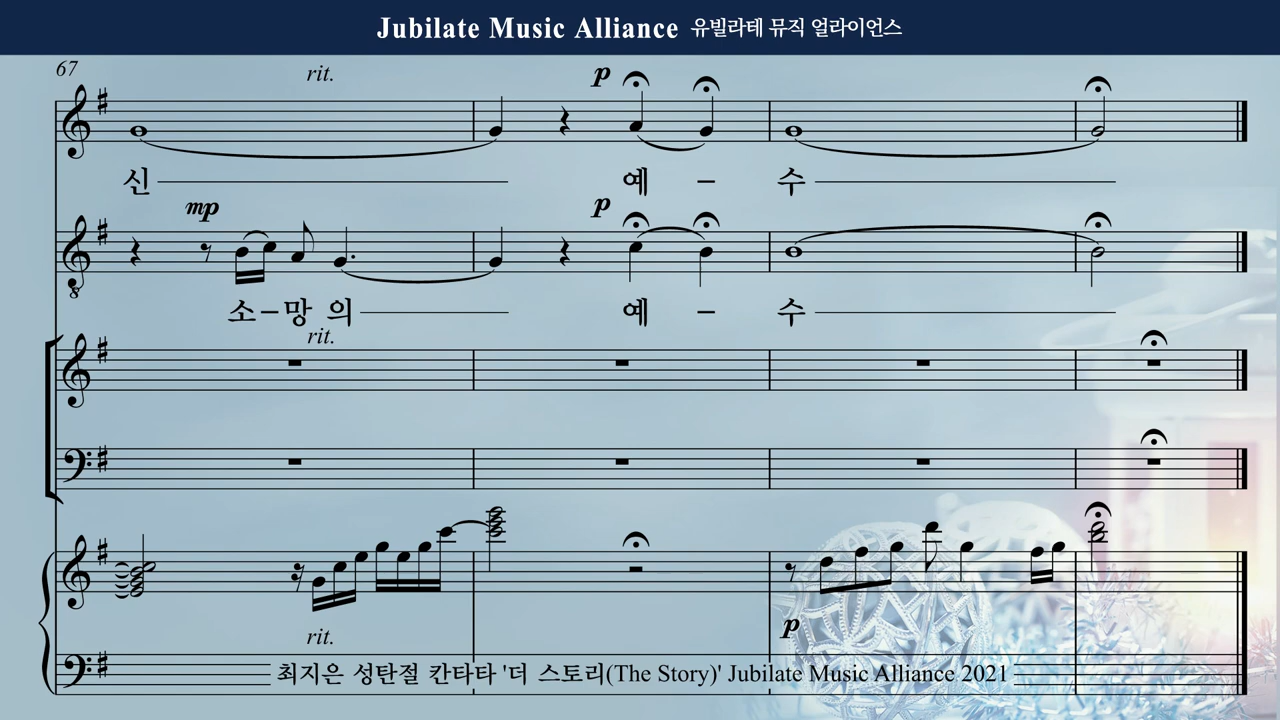 Jubilate Music Alliance 유빌라테 뮤직 얼라이언스
67
rit.
p
신 예 - 수
mp
p
소-망 의 예 - 수
rit.
rit.
p
최지은 성탄절 칸타타 '더 스토리(The Story)' Jubilate Music Alliance 2021